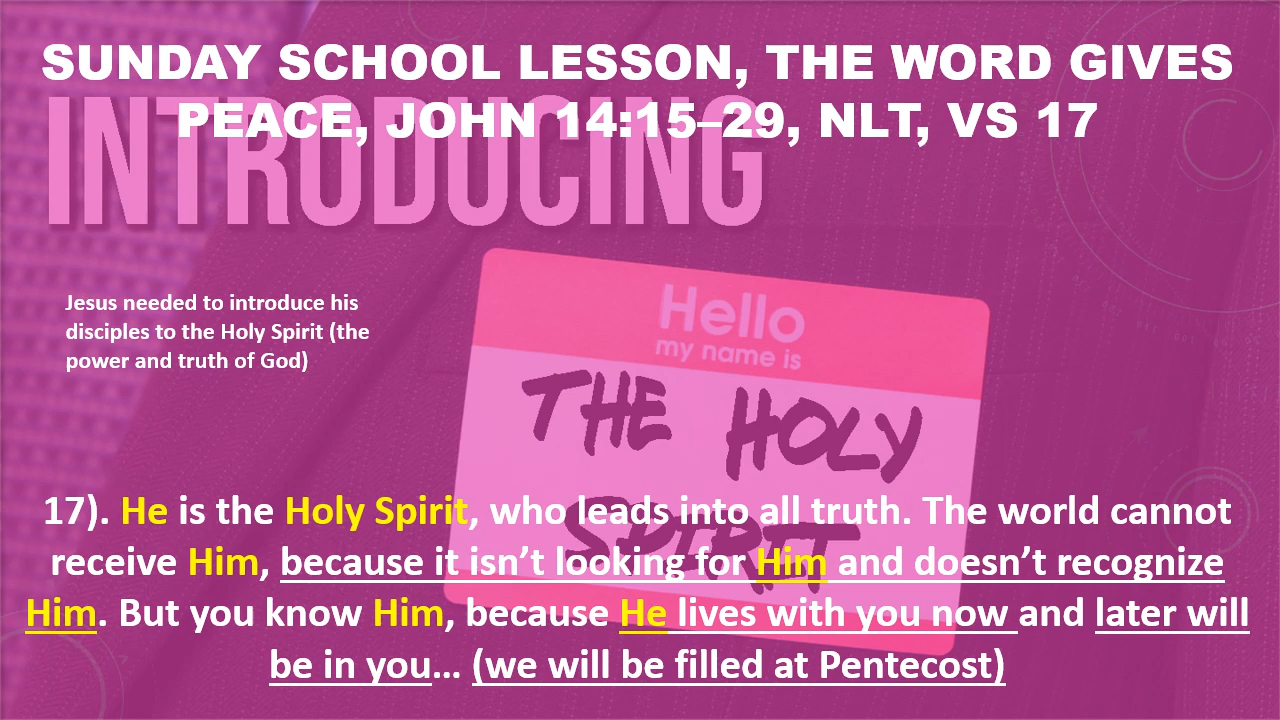 SUNDAY SCHOOL LESSON, THE WORD GIVES
PEACE, JOHN 14:15–29, NLT, VS 17
INTRODUCING
Jesus needed to introduce his
disciples to the Holy Spirit (the
power and truth of God)
Hello
my name is
THE HOLY
SPIRIT
17). He is the Holy Spirit, who leads into all truth. The world cannot
receive Him, because it isn’t looking for Him and doesn’t recognize
Him. But you know Him, because He lives with you now and later will
be in you… (we will be filled at Pentecost)